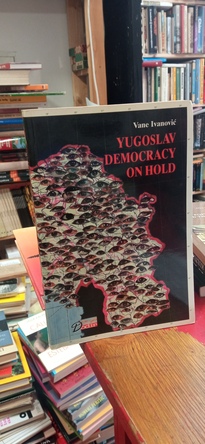 Vane Ivanović
YUGOSLAV
DEMOCRACY
ON HOLD